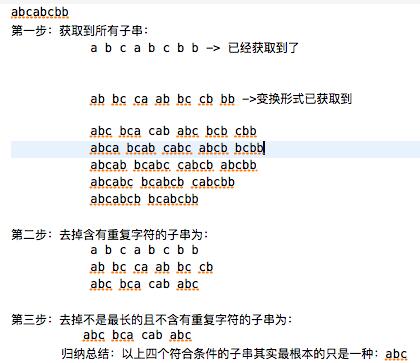 abcabcbb
第一步：获取到所有子串：
a b c a b c b b —> 已经获取到了
ab bc ca ab bc cb bb —>变换形式已获取到
abc bca cab abc bcb cbb
abca bcab cabc abcb bcbb
abcab bcabc cabcb abcbb
abcabc bcabcb cabcbb
abcabcb bcabcbb
第二步：去掉含有重复字符的子串为：
a b c a b c b b
ab bc ca ab bc cb
abc bca cab abc
第三步：去掉不是最长的且不含有重复字符的子串为：
abc bca cab abc
归纳总结：以上四个符合条件的子串其实最根本的只是一种：abc